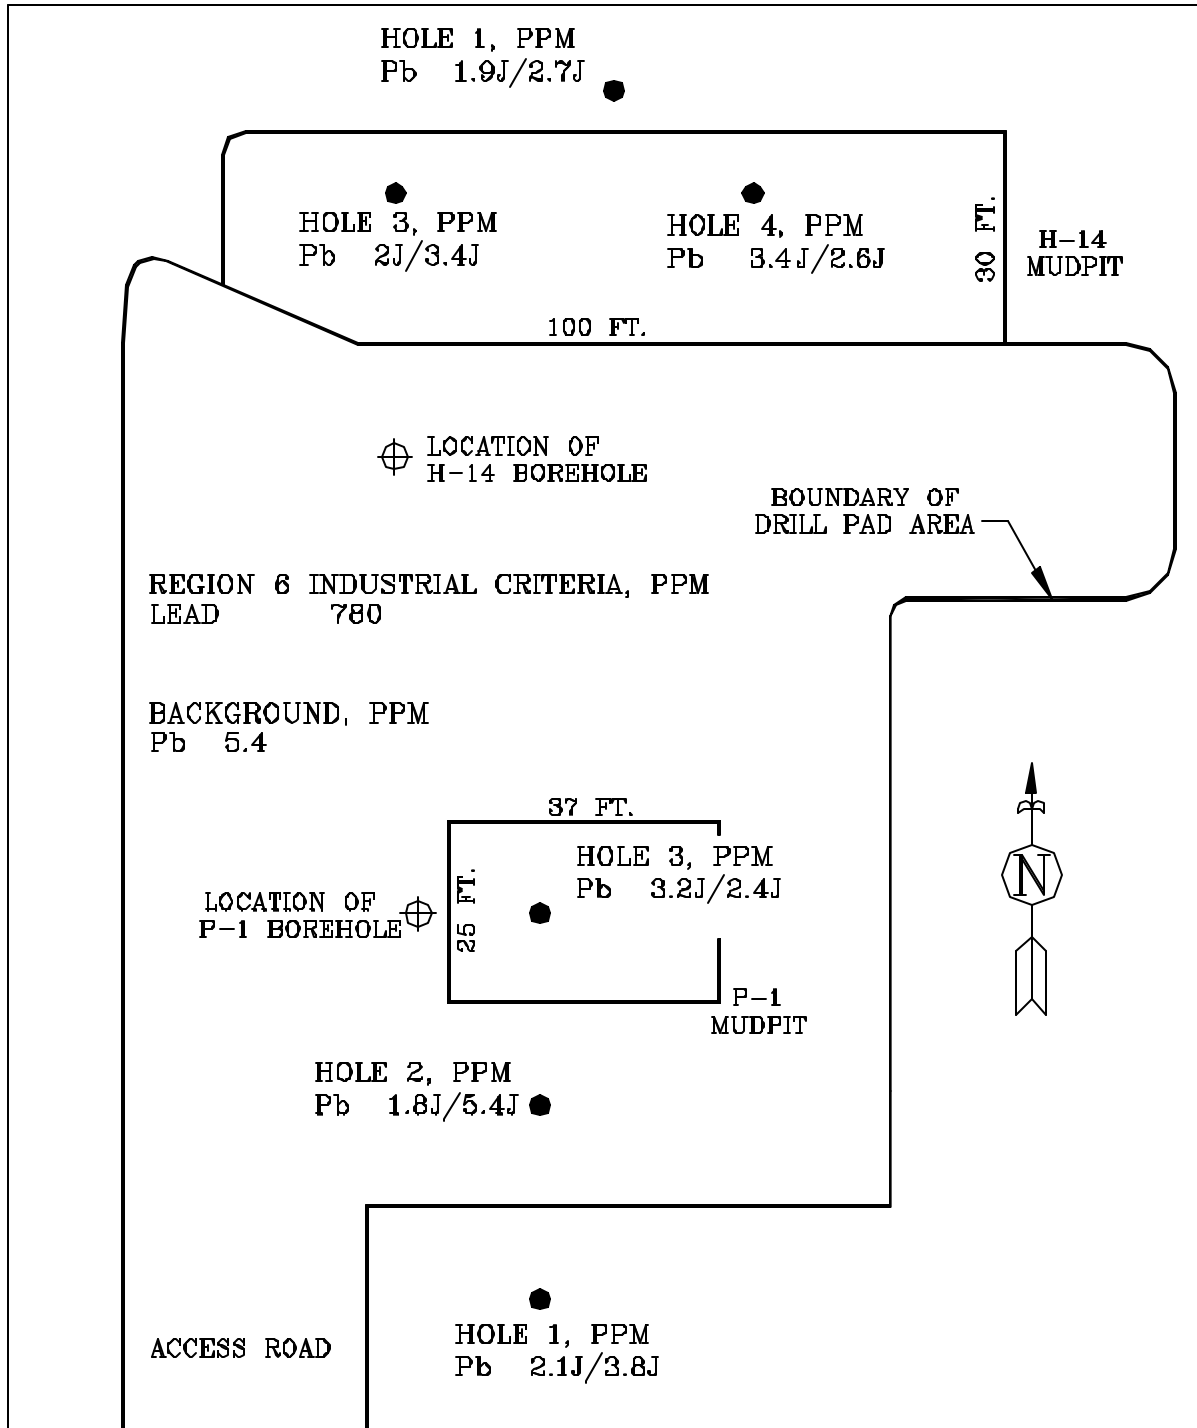 HOLE 1, PPM
Pb 1.9J/2.7J
HOLE 3, PPM
Pb 2J/3.4J
HOLE 4, PPM
Pb 3.4J/2.6J
30 FT.
H-14
MUDPIT
100 FT.
LOCATION OF
H-14 BOREHOLE
BOUNDARY OF
DRILL PAD AREA
REGION 6 INDUSTRIAL CRITERIA, PPM
LEAD 780
BACKGROUND, PPM
Pb 5.4
37 FT.
HOLE 3, PPM
Pb 3.2J/2.4J
25 FT.
LOCATION OF
P-1 BOREHOLE
N
P-1
MUDPIT
HOLE 2, PPM
Pb 1.8J/5.4J
HOLE 1, PPM
Pb 2.1J/3.8J
ACCESS ROAD